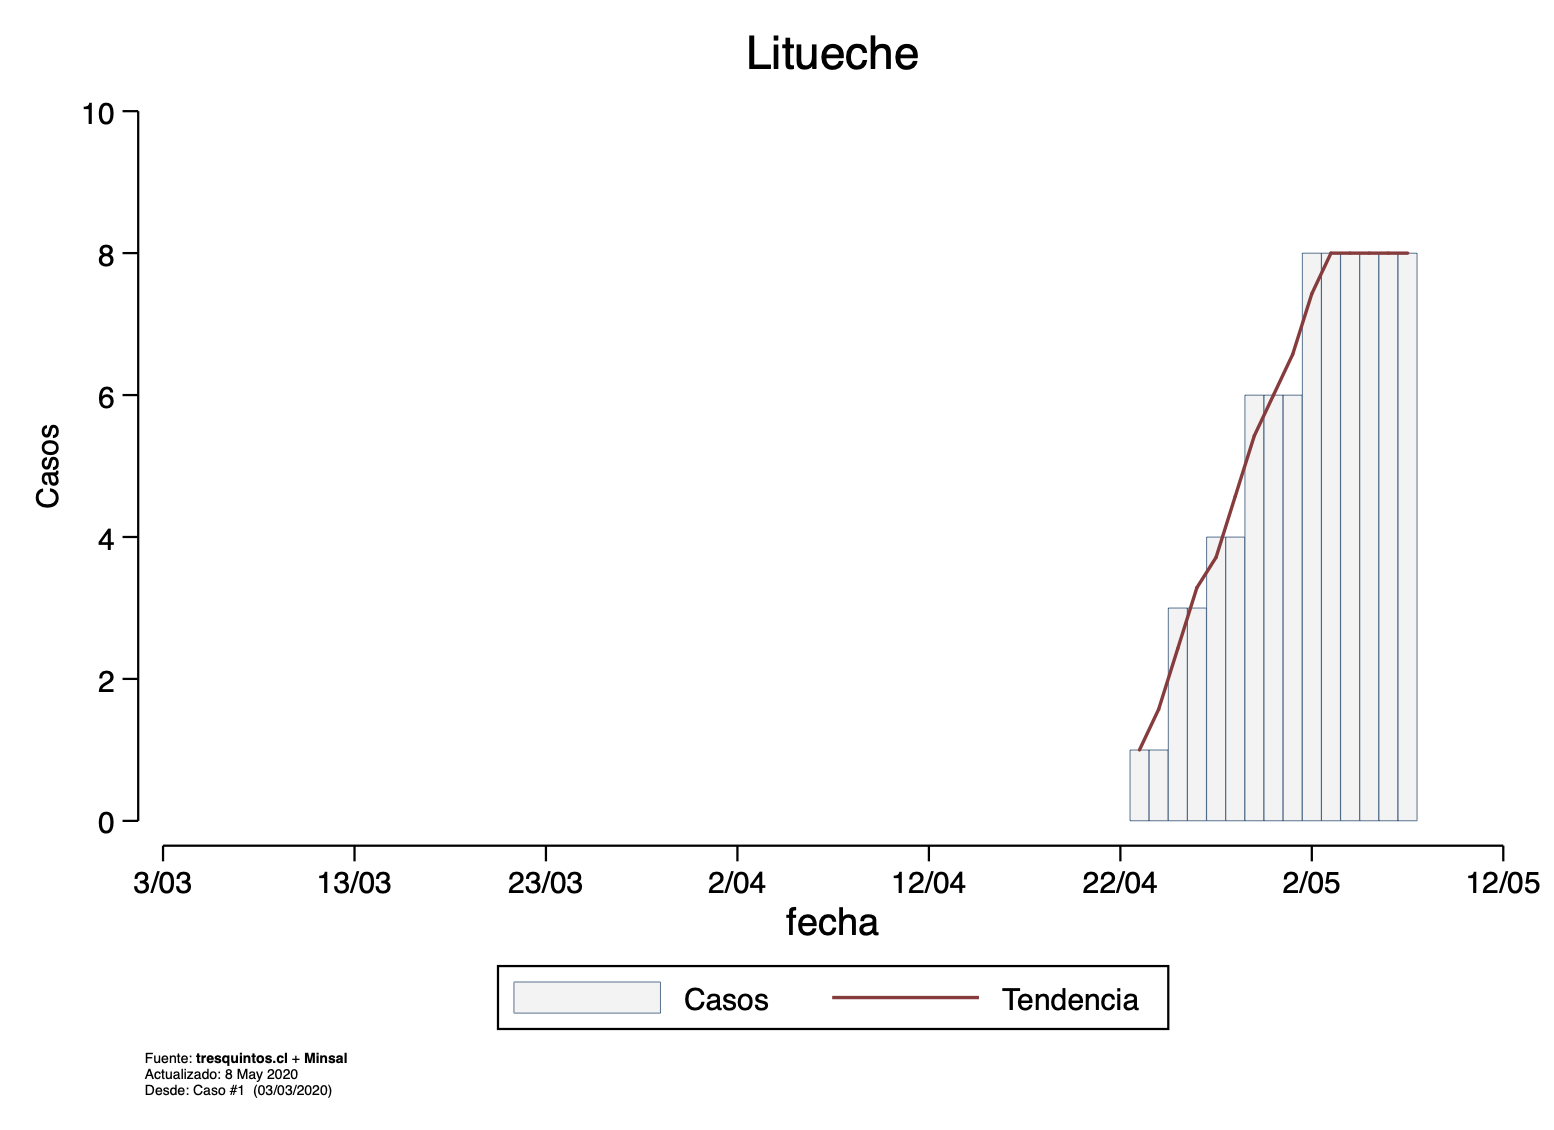 Litueche
10
8
6
4
2
0
Casos
3/03 13/03 23/03 2/04 12/04 22/04 2/05 12/05
fecha
Casos Tendencia
Fuente: tresquintos.cl + Minsal
Actualizado: 8 May 2020
Desde: Caso #1 (03/03/2020)